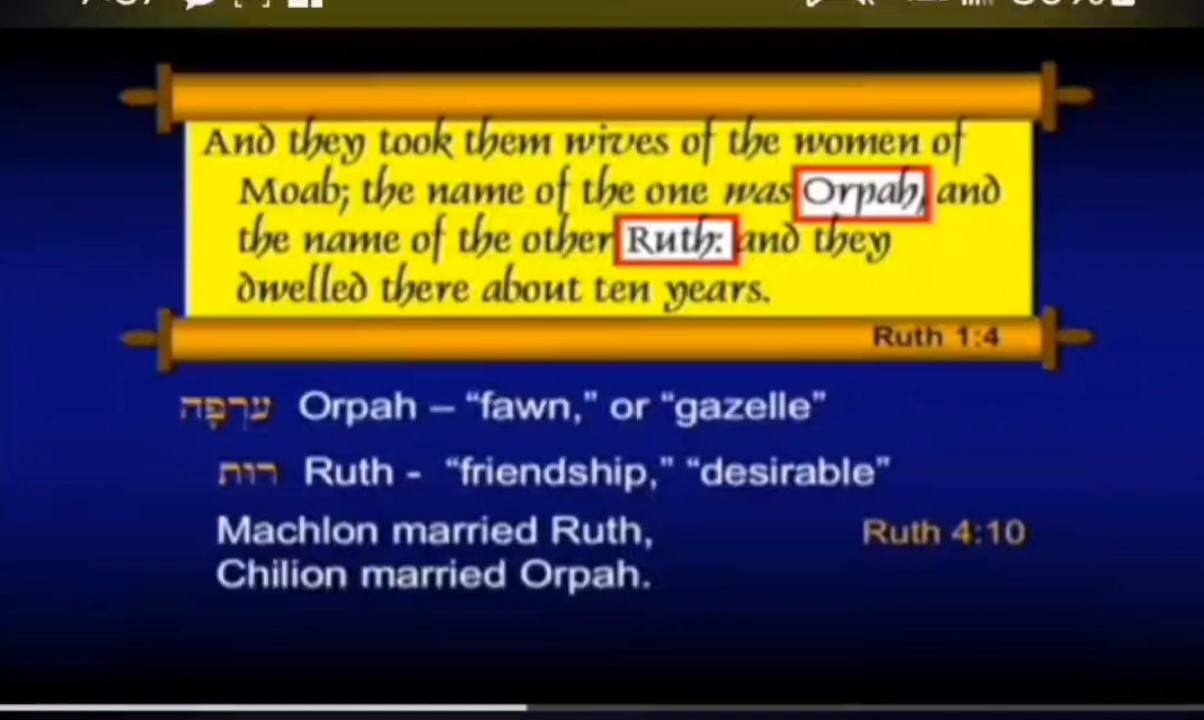 And they took them wives of the women of
Moab; the name of the one was Orpah, and
the name of the other Ruth: and they
dwelled there about ten years.
Ruth 1:4
עׇרְפָּה Orpah – “fawn,” or “gazelle”
רות Ruth - “friendship,” “desirable”
Machlon married Ruth, Ruth 4:10
Chilion married Orpah.